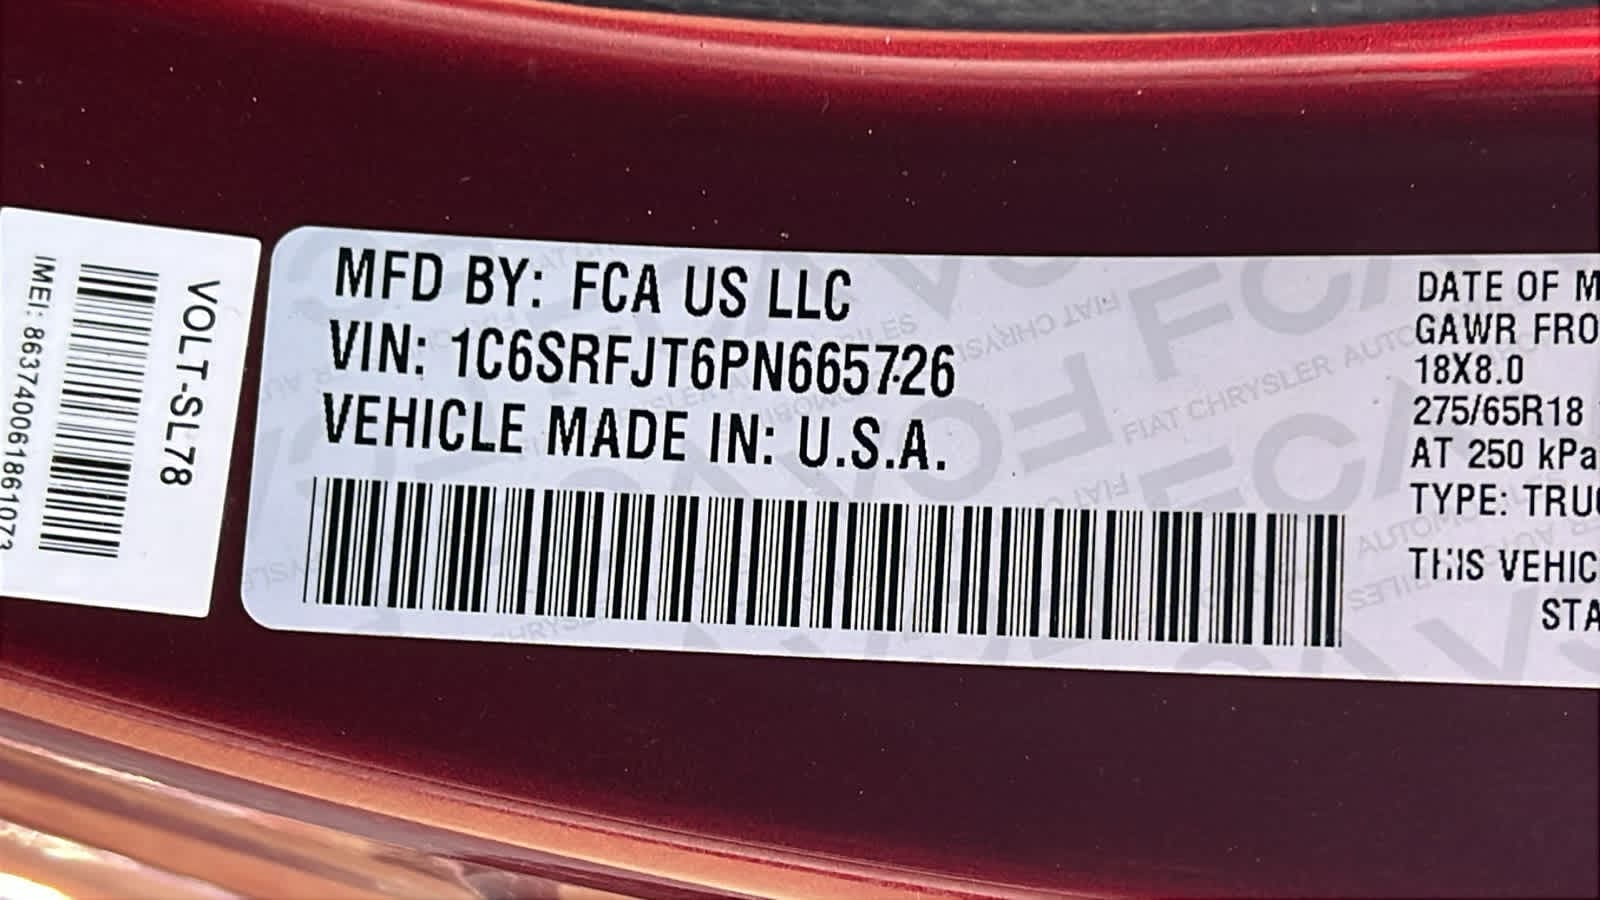 IMEI: 863740061861073
VOLT-SL78
MFD BY: FCA US LLC
VIN: 1C6SRFJT6PN665726
VEHICLE MADE IN: U.S.A.
DATE OF M
GAWR FRO
18X8.0
275/65R18
AT 250 kPa
TYPE: TRUC
THIS VEHIC
STA